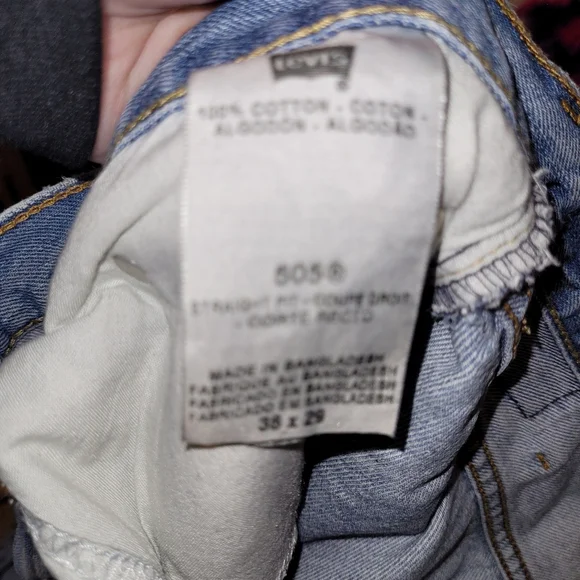 Levi's
®
100% COTTON - COTON -
ALGODON - ALGODÃO
505®
STRAIGHT FIT - COUPE DROIT
- CORTE RECTO
MADE IN BANGLADESH
FABRIQUE AU BANGLADESH
FABRICADO EN BANGLADESH
FABRICADO EM BANGLADESH
38 x 29